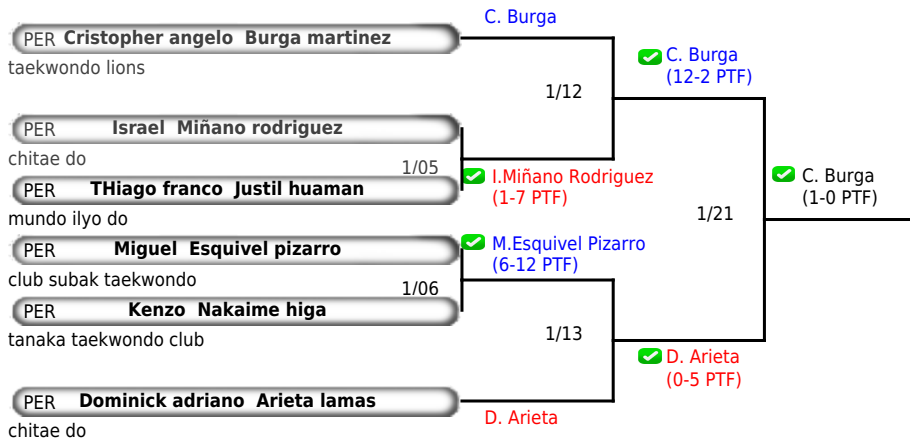 C. Burga
PER Cristopher angelo Burga martinez
taekwondo lions
C. Burga
(12-2 PTF)
1/12
PER Israel Miñano rodriguez
chitae do
1/05
I.Miñano Rodriguez
(1-7 PTF)
PER THiago franco Justil huaman
mundo ilyo do
C. Burga
(1-0 PTF)
1/21
PER Miguel Esquivel pizarro
club subak taekwondo
M.Esquivel Pizarro
(6-12 PTF)
1/06
PER Kenzo Nakaime higa
tanaka taekwondo club
1/13
D. Arieta
(0-5 PTF)
PER Dominick adriano Arieta lamas
chitae do
D. Arieta